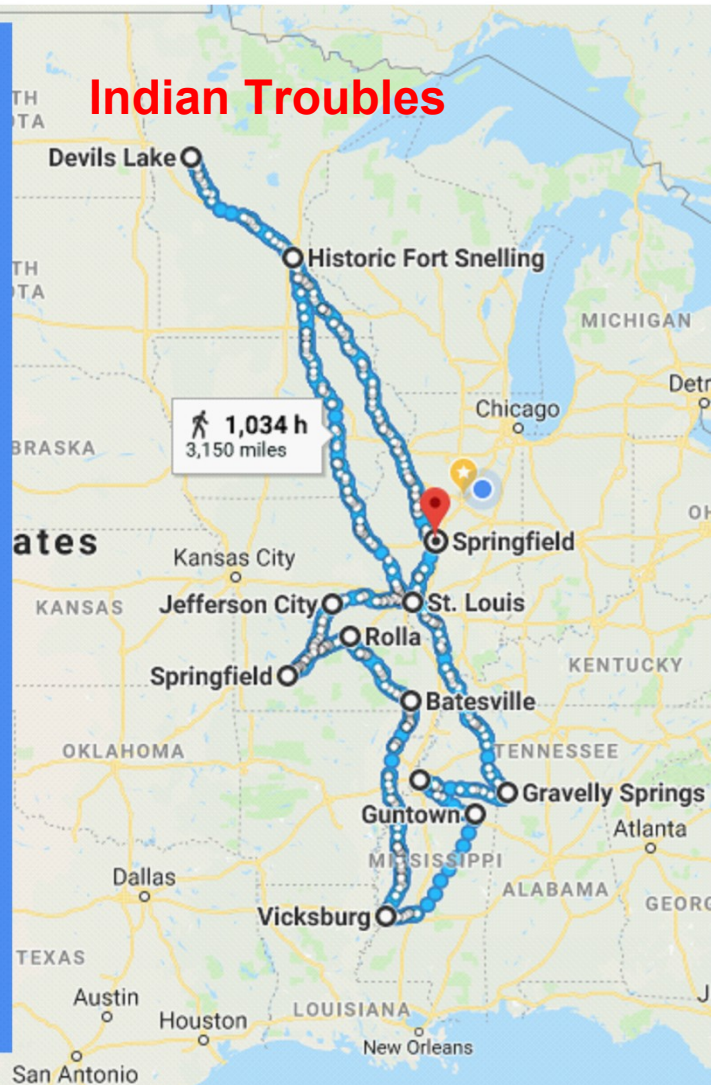 Indian Troubles
TH
TA
Devils Lake
Historic Fort Snelling
TH
TA
MICHIGAN
Detr
Chicago
1,034 h
3,150 miles
BRASKA
OH
ates
Springfield
Kansas City
KANSAS
Jefferson City
St. Louis
Rolla
KENTUCKY
Springfield
Batesville
OKLAHOMA
TENNESSEE
Gravelly Springs
Guntown
Atlanta
MISSISSIPPI
Dallas
ALABAMA
GEORG
Vicksburg
TEXAS
Austin
J
LOUISIANA
Houston
New Orleans
San Antonio